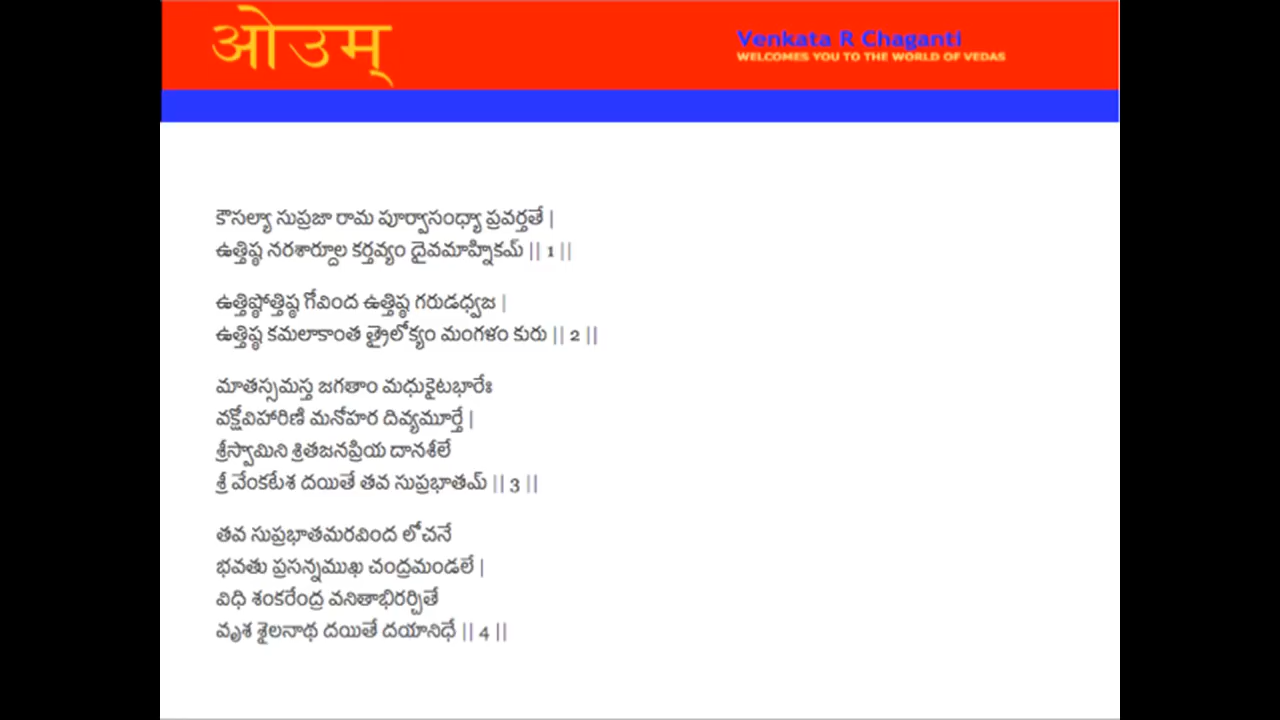 ओउम्
Venkata R Chaganti
WELCOMES YOU TO THE WORLD OF VEDAS
కౌసల్యా సుప్రజా రామ పూర్వాసంధ్యా ప్రవర్తతే |
ఉత్తిష్ఠ నరశార్దూల కర్తవ్యం దైవమాహ్నికమ్ || 1 ||
ఉత్తిష్ఠోత్తిష్ఠ గోవింద ఉత్తిష్ఠ గరుడధ్వజ |
ఉత్తిష్ఠ కమలాకాంత త్రైలోక్యం మంగళం కురు || 2 ||
మాతస్సమస్త జగతాం మధుకైటభారేః
వక్షోవిహారిణి మనోహర దివ్యమూర్తే |
శ్రీస్వామిని శ్రితజనప్రియ దానశీలే
శ్రీ వేంకటేశ దయితే తవ సుప్రభాతమ్ || 3 ||
తవ సుప్రభాతమరవింద లోచనే
భవతు ప్రసన్నముఖ చంద్రమండలే |
విధి శంకరేంద్ర వనితాభిరర్చితే
వృశ శైలనాథ దయితే దయానిధే || 4 ||